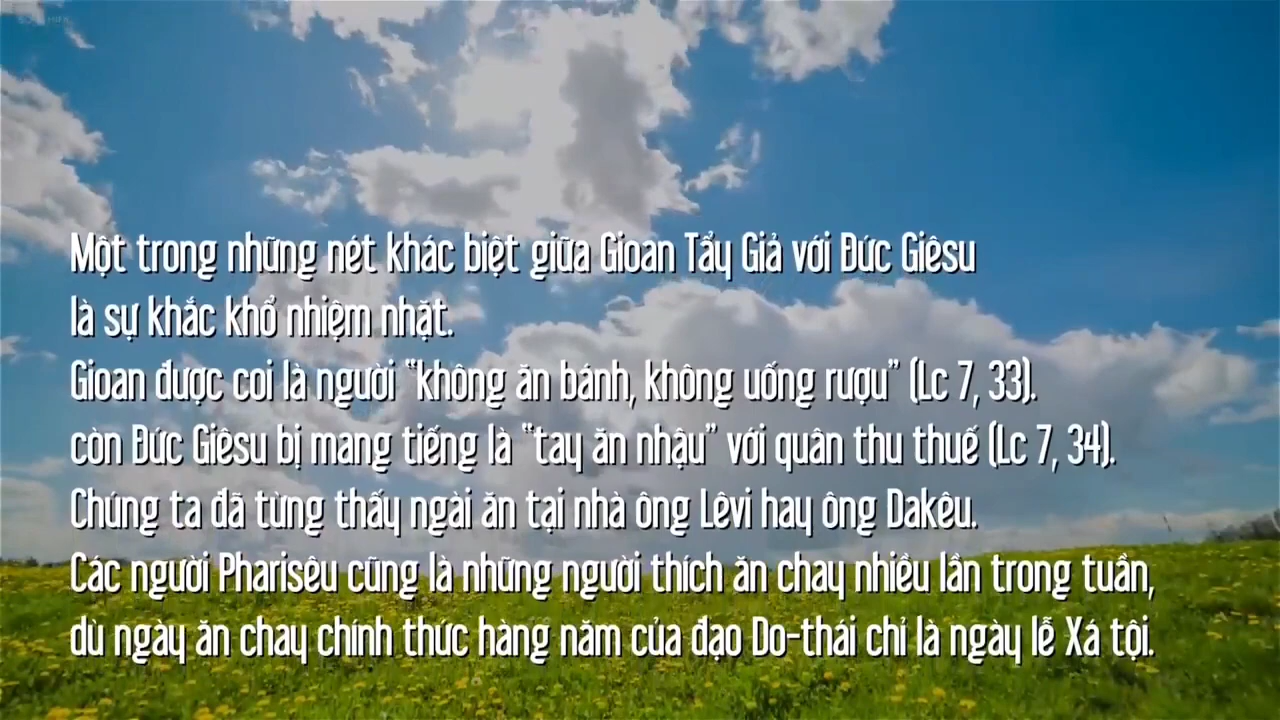 Một trong những nét khác biệt giữa Gioan Tẩy Giả với Đức Giêsu
là sự khắc khổ nhiệm nhặt.
Gioan được coi là người “không ăn bánh, không uống rượu” (Lc 7, 33).
còn Đức Giêsu bị mang tiếng là “tay ăn nhậu” với quân thu thuế (Lc 7, 34).
Chúng ta đã từng thấy ngài ăn tại nhà ông Lêvi hay ông Dakêu.
Các người Pharisêu cũng là những người thích ăn chay nhiều lần trong tuần,
dù ngày ăn chay chính thức hàng năm của đạo Do-thái chỉ là ngày lễ Xá tội.